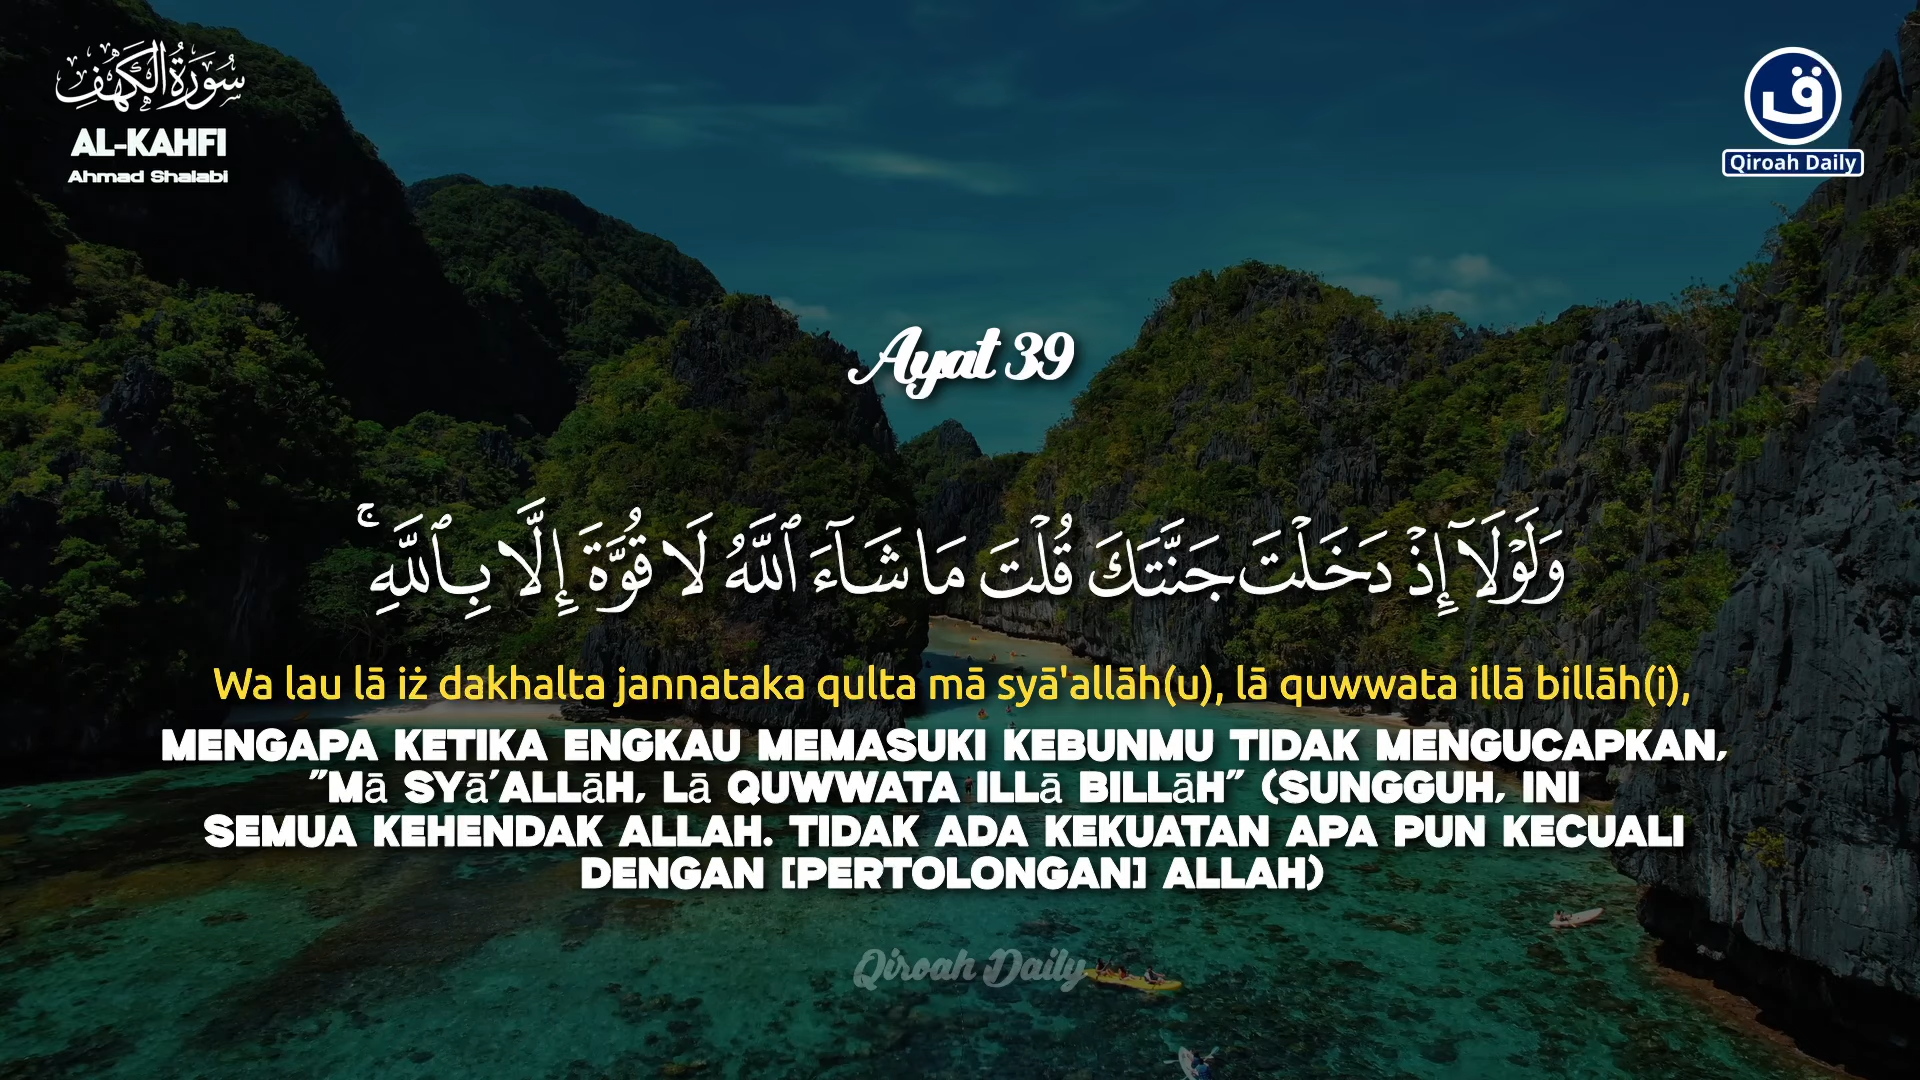 سُورَةُ الْكَهْفِ
AL-KAHFI
Ahmad Shalabi
ق
Qiroah Daily
Ayat 39
وَلَوْلَآ إِذْ دَخَلْتَ جَنَّتَكَ قُلْتَ مَا شَآءَ ٱللَّهُ لَا قُوَّةَ إِلَّا بِٱللَّهِ ۚ
Wa lau lā iż dakhalta jannataka qulta mā syā'allāh(u), lā quwwata illā billāh(i),
MENGAPA KETIKA ENGKAU MEMASUKI KEBUNMU TIDAK MENGUCAPKAN,
"Mā SYā'ALLāH, Lā QUWWATA ILLā BILLāH" (SUNGGUH, INI
SEMUA KEHENDAK ALLAH. TIDAK ADA KEKUATAN APA PUN KECUALI
DENGAN [PERTOLONGAN] ALLAH)
Qiroah Daily